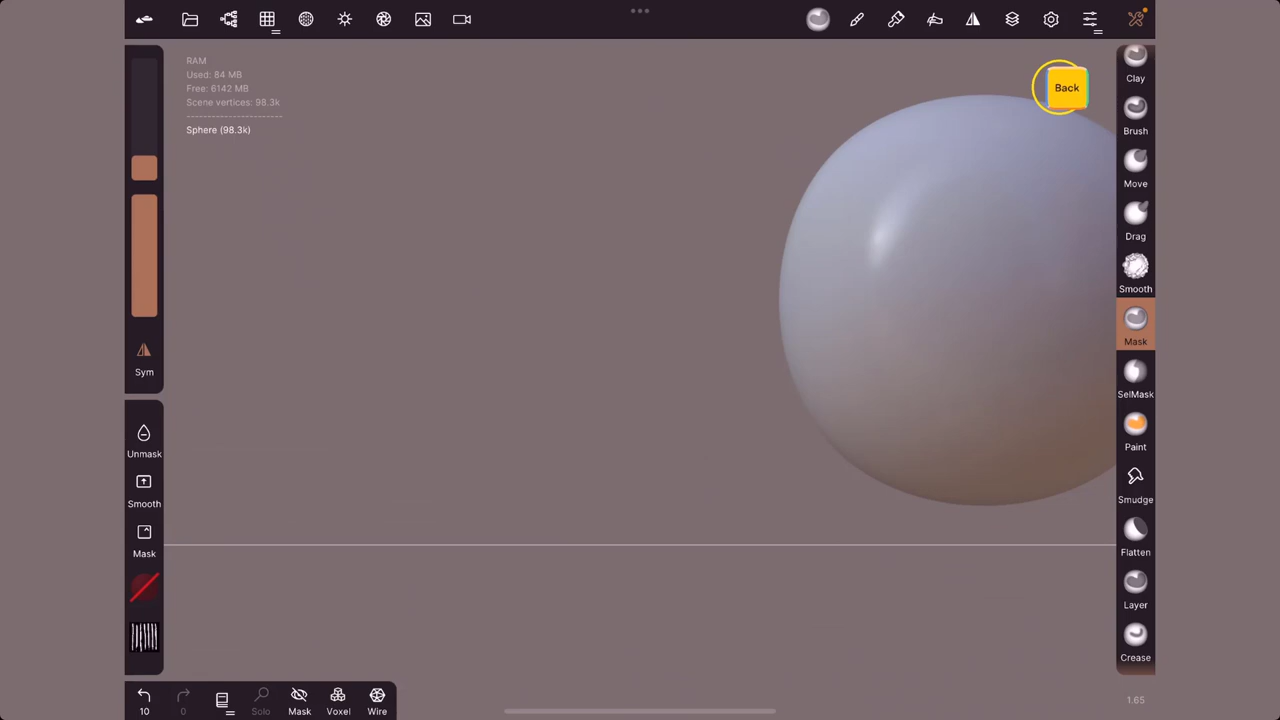 RAM
Used: 84 MB
Free: 6142 MB
Scene vertices: 98.3k
------------------------
Sphere (98.3k)
Back
Clay
Brush
Move
Drag
Smooth
Mask
SelMask
Paint
Smudge
Flatten
Layer
Crease
Sym
Unmask
Smooth
Mask
10
0
Solo
Mask
Voxel
Wire
1.65